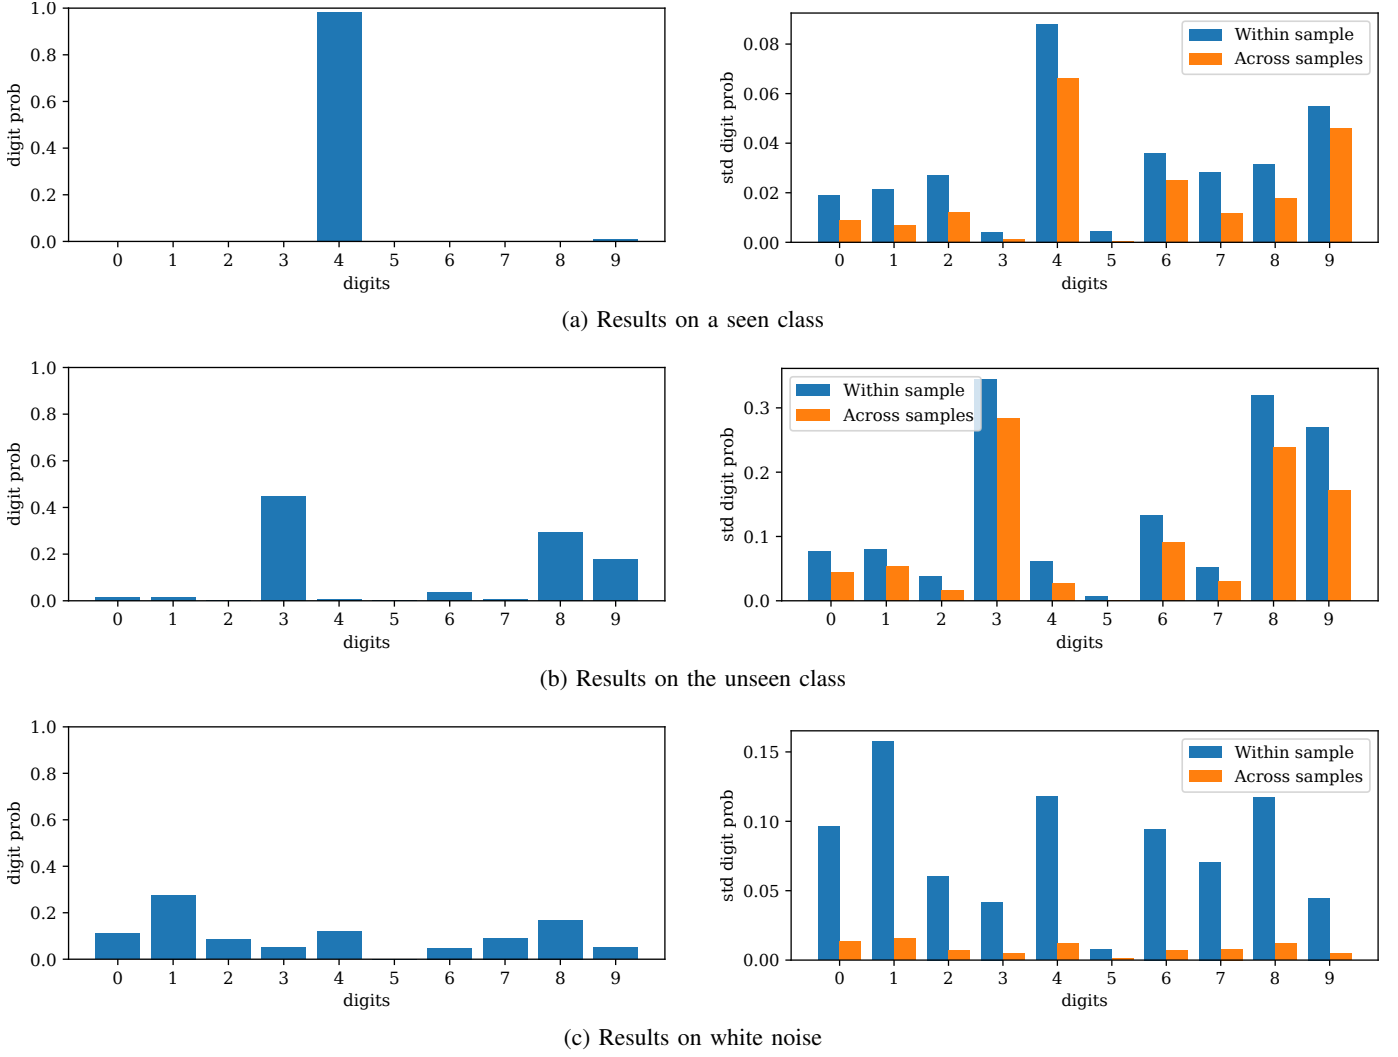 1.0
0.8
0.6
0.4
0.2
0.0
digit prob
0 1 2 3 4 5 6 7 8 9
digits
0.08
0.06
0.04
0.02
0.00
std digit prob
Within sample
Across samples
0 1 2 3 4 5 6 7 8 9
digits
(a) Results on a seen class
1.0
0.8
0.6
0.4
0.2
0.0
digit prob
0 1 2 3 4 5 6 7 8 9
digits
0.3
0.2
0.1
0.0
std digit prob
Within sample
Across samples
0 1 2 3 4 5 6 7 8 9
digits
(b) Results on the unseen class
1.0
0.8
0.6
0.4
0.2
0.0
digit prob
0 1 2 3 4 5 6 7 8 9
digits
0.15
0.10
0.05
0.00
std digit prob
Within sample
Across samples
0 1 2 3 4 5 6 7 8 9
digits
(c) Results on white noise